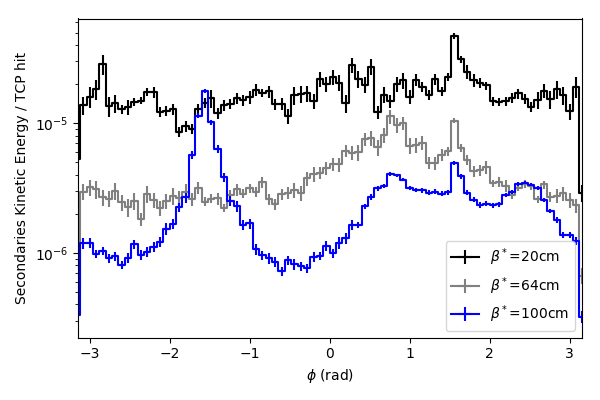 Secondaries Kinetic Energy / TCP hit
10⁻⁵
10⁻⁶
β*=20cm
β*=64cm
β*=100cm
−3 −2 −1 0 1 2 3
ϕ (rad)